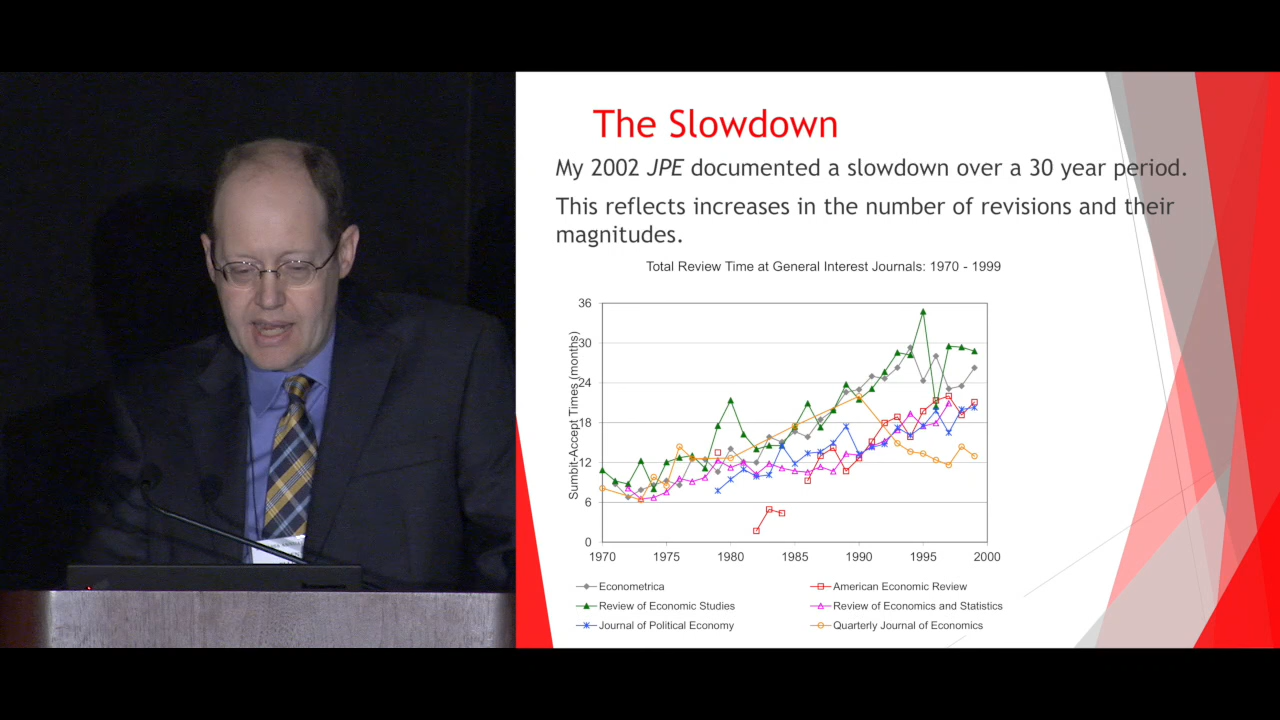 The Slowdown
My 2002 JPE documented a slowdown over a 30 year period.
This reflects increases in the number of revisions and their
magnitudes.
Total Review Time at General Interest Journals: 1970 - 1999
Sumbit-Accept Times (months)
36
30
24
18
12
6
0
1970 1975 1980 1985 1990 1995 2000
Econometrica
American Economic Review
Review of Economic Studies
Review of Economics and Statistics
Journal of Political Economy
Quarterly Journal of Economics